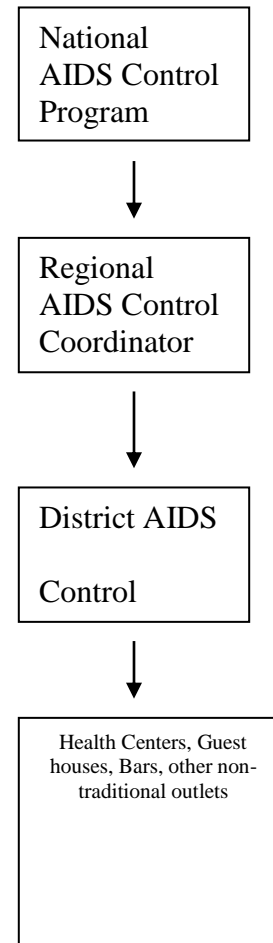 National
AIDS Control
Program
Regional
AIDS Control
Coordinator
District AIDS
Control
Health Centers, Guest
houses, Bars, other non-
traditional outlets